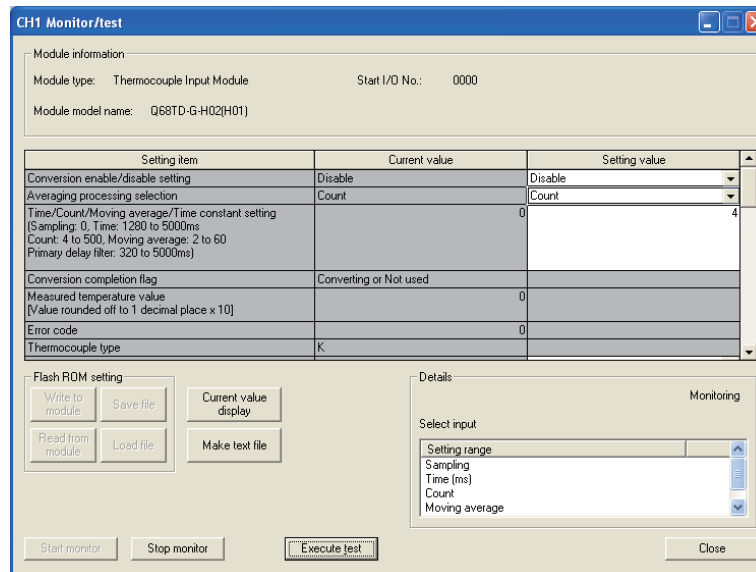 CH1 Monitor/test
Module information
Module type: Thermocouple Input Module Start I/O No.: 0000
Module model name: Q68TD-G-H02(H01)
Setting item Current value Setting value
Conversion enable/disable setting Disable Disable
Averaging processing selection Count Count
Time/Count/Moving average/Time constant setting 0 4
(Sampling: 0, Time: 1280 to 5000ms
Count: 4 to 500, Moving average: 2 to 60
Primary delay filter: 320 to 5000ms)
Conversion completion flag Converting or Not used
Measured temperature value 0
[Value rounded off to 1 decimal place x 10]
Error code 0
Thermocouple type K
Flash ROM setting
Write to
module
Save file
Current value
display
Read from
module
Load file
Make text file
Details
Monitoring
Select input
Setting range
Sampling
Time (ms)
Count
Moving average
Start monitor Stop monitor Execute test Close